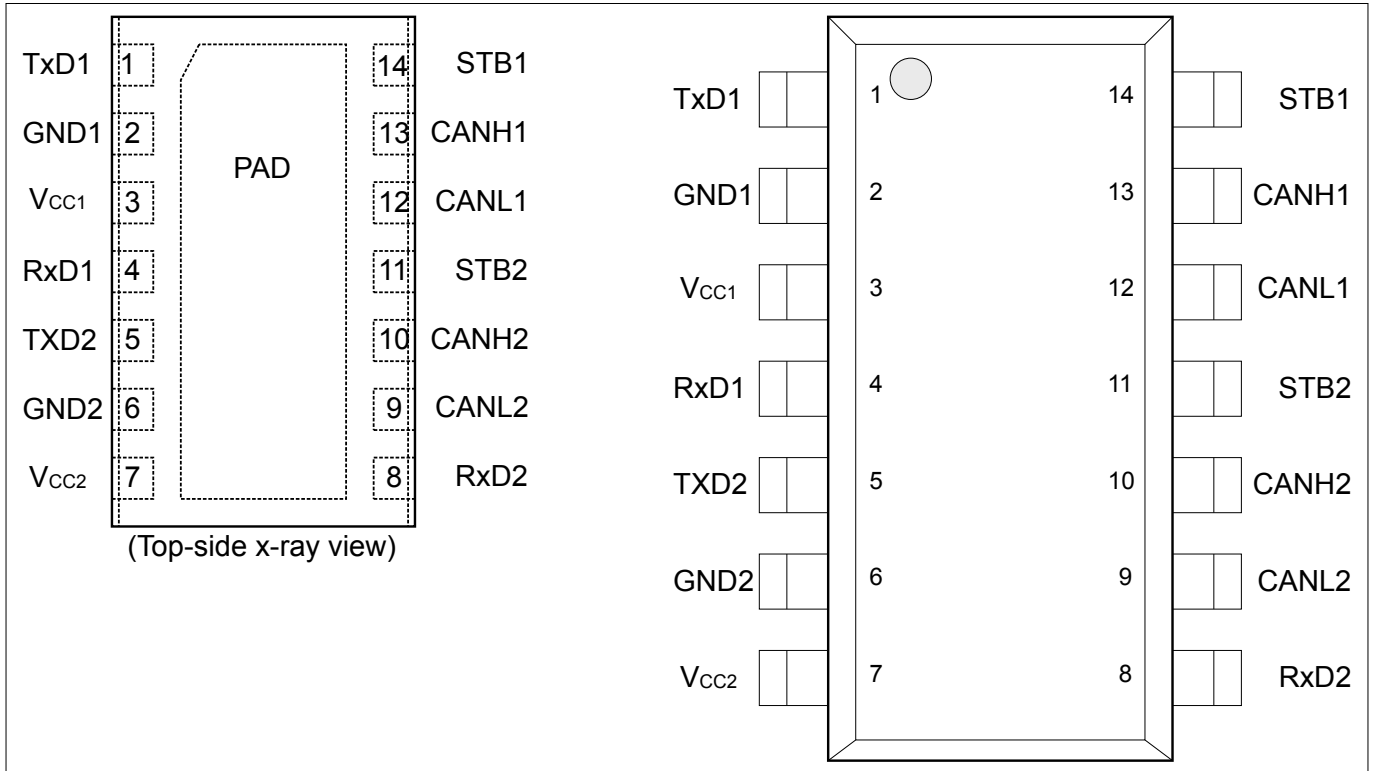 TxD1 1 14 STB1
GND1 2 13 CANH1
PAD
VCC1 3 12 CANL1
RxD1 4 11 STB2
TXD2 5 10 CANH2
GND2 6 9 CANL2
VCC2 7 8 RxD2
(Top-side x-ray view)
TxD1 1 14 STB1
GND1 2 13 CANH1
VCC1 3 12 CANL1
RxD1 4 11 STB2
TXD2 5 10 CANH2
GND2 6 9 CANL2
VCC2 7 8 RxD2